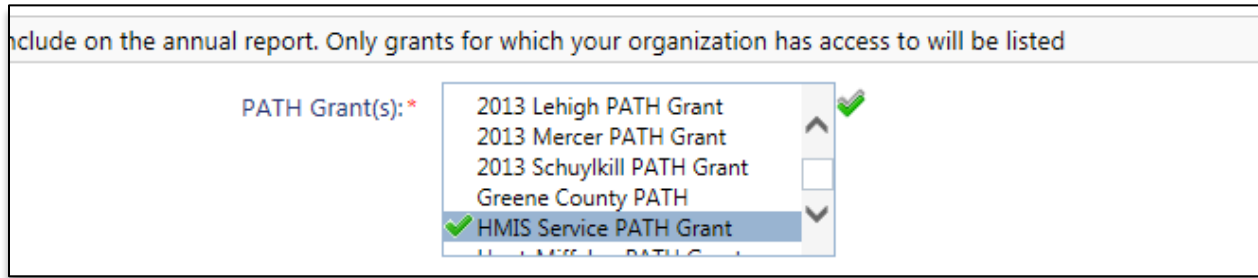 nclude on the annual report. Only grants for which your organization has access to will be listed
PATH Grant(s):*
2013 Lehigh PATH Grant
2013 Mercer PATH Grant
2013 Schuylkill PATH Grant
Greene County PATH
HMIS Service PATH Grant